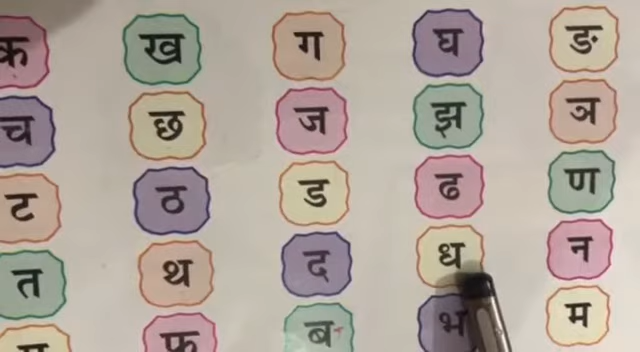 क ख ग घ ङ
च छ ज झ ञ
ट ठ ड ढ ण
त थ द ध न
फ ब भ म